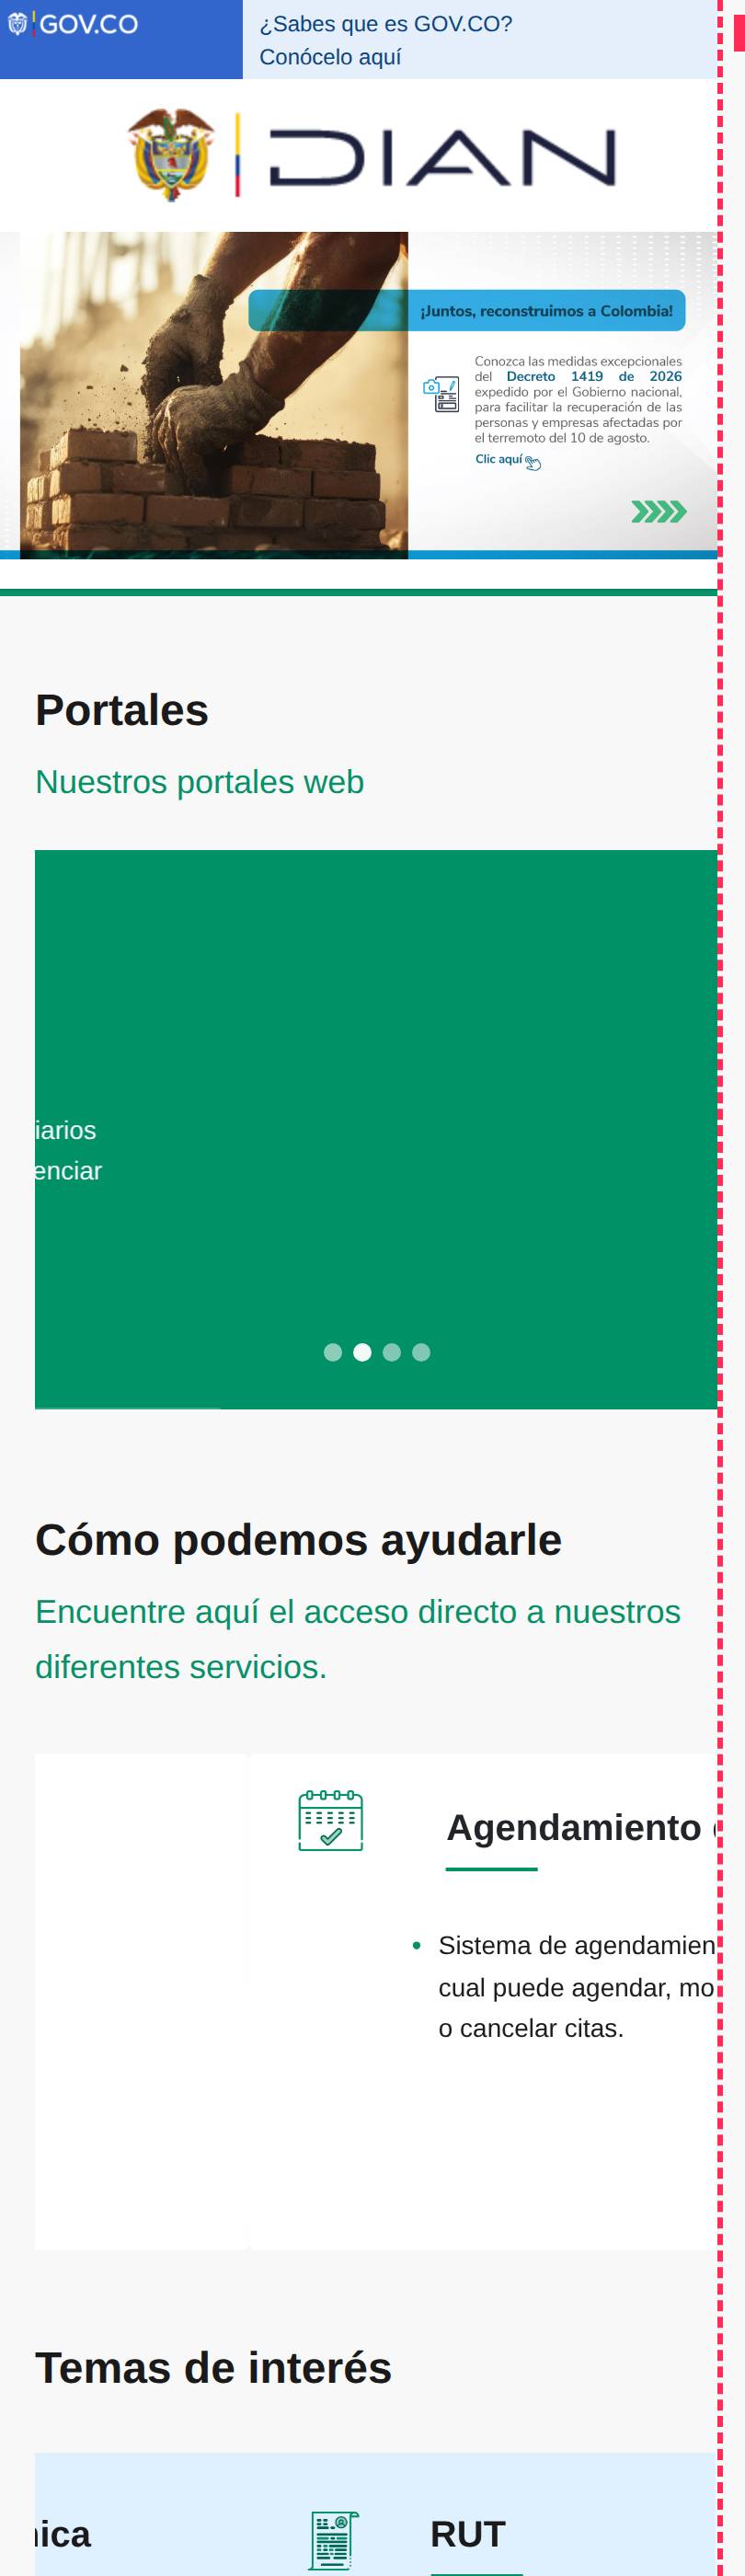 GOV.CO
¿Sabes que es GOV.CO?
Conócelo aquí
DIAN
¡Juntos, reconstruimos a Colombia!
Conozca las medidas excepcionales
del Decreto 1419 de 2026
expedido por el Gobierno nacional,
para facilitar la recuperación de las
personas y empresas afectadas por
el terremoto del 10 de agosto.
Clic aquí
Portales
Nuestros portales web
iarios
enciar
Cómo podemos ayudarle
Encuentre aquí el acceso directo a nuestros
diferentes servicios.
Agendamiento
Sistema de agendamien
cual puede agendar, mo
o cancelar citas.
Temas de interés
nica
RUT